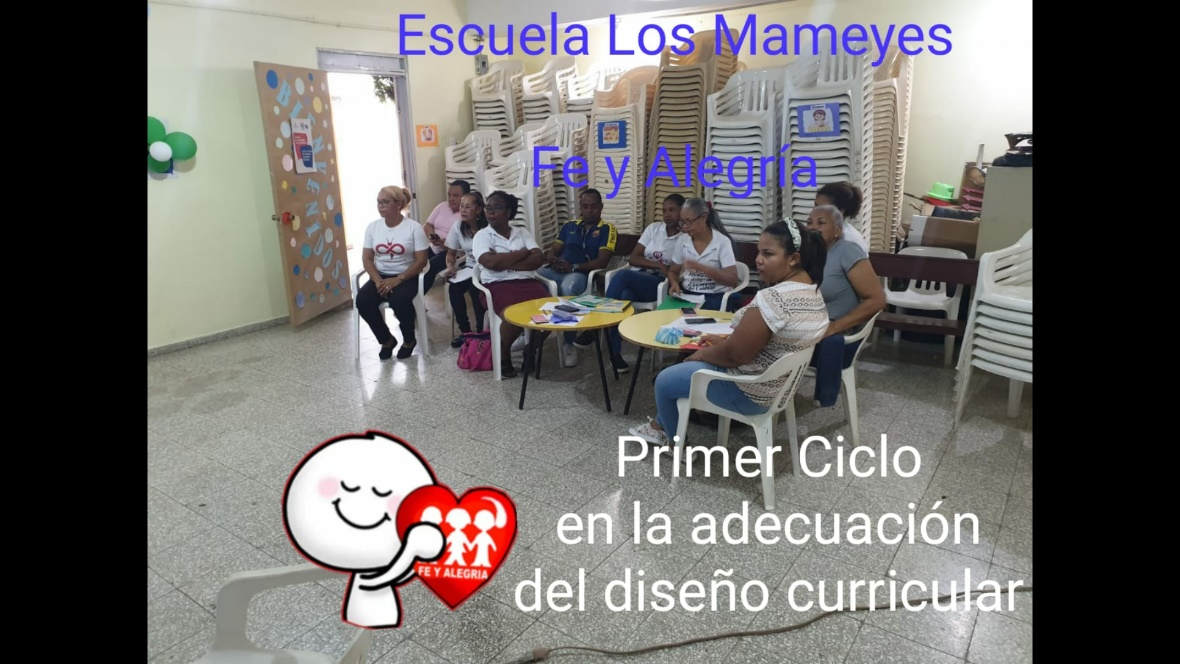 Escuela Los Mameyes
Fe y Alegría
Primer Ciclo
en la adecuación
del diseño curricular
FE Y ALEGRIA